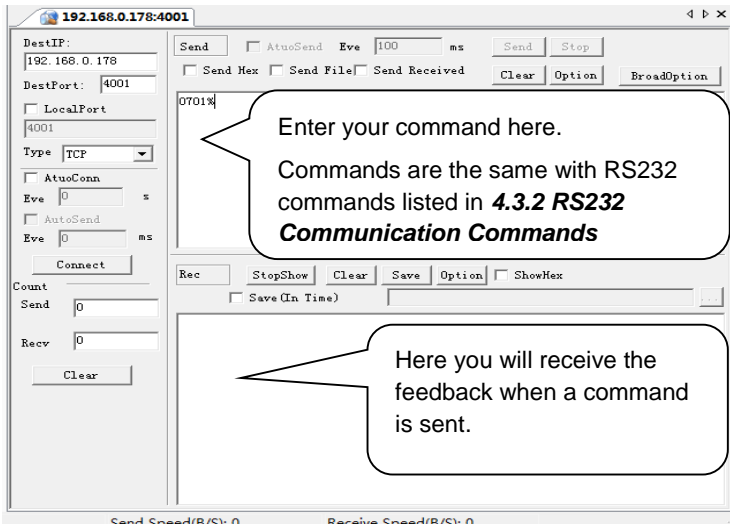 192.168.0.178:4001
DestIP:
192.168.0.178
DestPort: 4001
LocalPort
4001
Type TCP
AtuoConn
Eve 0 s
AutoSend
Eve 0 ms
Connect
Count
Send 0
Recv 0
Clear
Send AtuoSend Eve 100 ms Send Stop
Send Hex Send File Send Received Clear Option BroadOption
0701%
Enter your command here.
Commands are the same with RS232
commands listed in 4.3.2 RS232
Communication Commands
Rec StopShow Clear Save Option ShowHex
Save(In Time) ...
Here you will receive the
feedback when a command
is sent.
Send Speed(B/S): 0 Receive Speed(B/S): 0